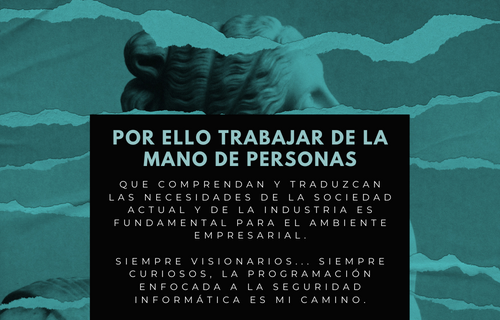 POR ELLO TRABAJAR DE LA
MANO DE PERSONAS
QUE COMPRENDAN Y TRADUZCAN
LAS NECESIDADES DE LA SOCIEDAD
ACTUAL Y DE LA INDUSTRIA ES
FUNDAMENTAL PARA EL AMBIENTE
EMPRESARIAL.
SIEMPRE VISIONARIOS... SIEMPRE
CURIOSOS, LA PROGRAMACIÓN
ENFOCADA A LA SEGURIDAD
INFORMÁTICA ES MI CAMINO.